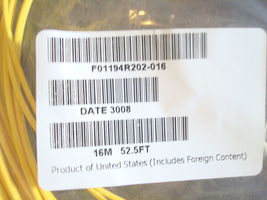 F01194R202-016
DATE 3008
16M 52.5FT
Product of United States (Includes Foreign Content)